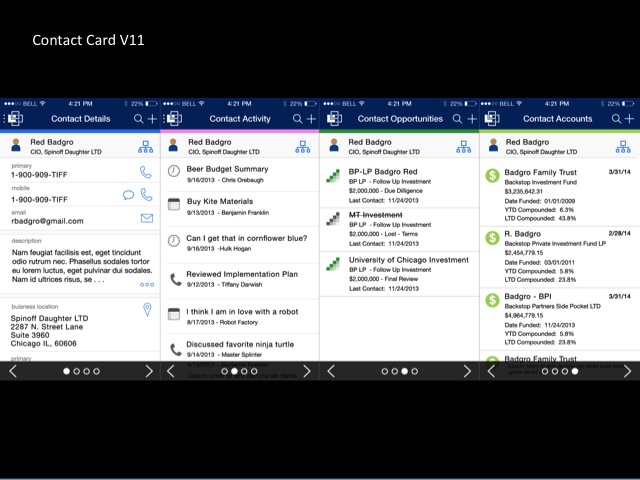 Contact Card V11
BELL 4:21 PM 22%
Contact Details
Red Badgro
CIO, Spinoff Daughter LTD
primary
1-900-909-TIFF
mobile
1-900-909-TIFF
email
rbadgro@gmail.com
description
Nam feugiat facilisis est, eget tincidunt
odio rutrum nec. Phasellus sodales tortor
eu lorem luctus, eget pulvinar dui sodales.
Nam id ultrices risus, se . . .
buisness location
Spinoff Daughter LTD
2287 N. Street Lane
Suite 3960
Chicago IL, 60606
primary
BELL 4:21 PM 22%
Contact Activity
Red Badgro
CIO, Spinoff Daughter LTD
Beer Budget Summary
9/16/2013 - Chris Orebaugh
Buy Kite Materials
9/13/2013 - Benjamin Franklin
Can I get that in cornflower blue?
9/16/2013 -Hulk Hogan
Reviewed Implementation Plan
9/12/2013 - Tiffany Darwish
I think I am in love with a robot
8/17/2013 - Robot Factory
Discussed favorite ninja turtle
9/14/2013 - Master Splinter
BELL 4:21 PM 22%
Contact Opportunities
Red Badgro
CIO, Spinoff Daughter LTD
BP-LP Badgro Red
BP LP - Follow Up Investment
$2,000,000 - Due Diligence
Last Contact: 11/24/2013
MT Investment
BP LP - Follow Up Investment
$2,000,000 - Lost - Terms
Last Contact: 11/24/2013
University of Chicago Investment
BP LP - Follow Up Investment
$2,000,000 - Final Review
Last Contact: 11/24/2013
BELL 4:21 PM 22%
Contact Accounts
Red Badgro
CIO, Spinoff Daughter LTD
Badgro Family Trust 3/31/14
Backstop Investment Fund
$3,235,642.31
Date Funded: 01/01/2009
YTD Compounded: 6.3%
LTD Compounded: 43.8%
R. Badgro 2/28/14
Backstop Private Investment Fund LP
$2,454,779.15
Date Funded: 03/01/2011
YTD Compounded: 5.8%
LTD Compounded: 23.8%
Badgro - BPI 3/31/14
Backstop Partners Side Pocket LTD
$4,964,779.15
Date Funded: 11/24/2013
YTD Compounded: 5.8%
LTD Compounded: 23.8%
Badgro Family Trust